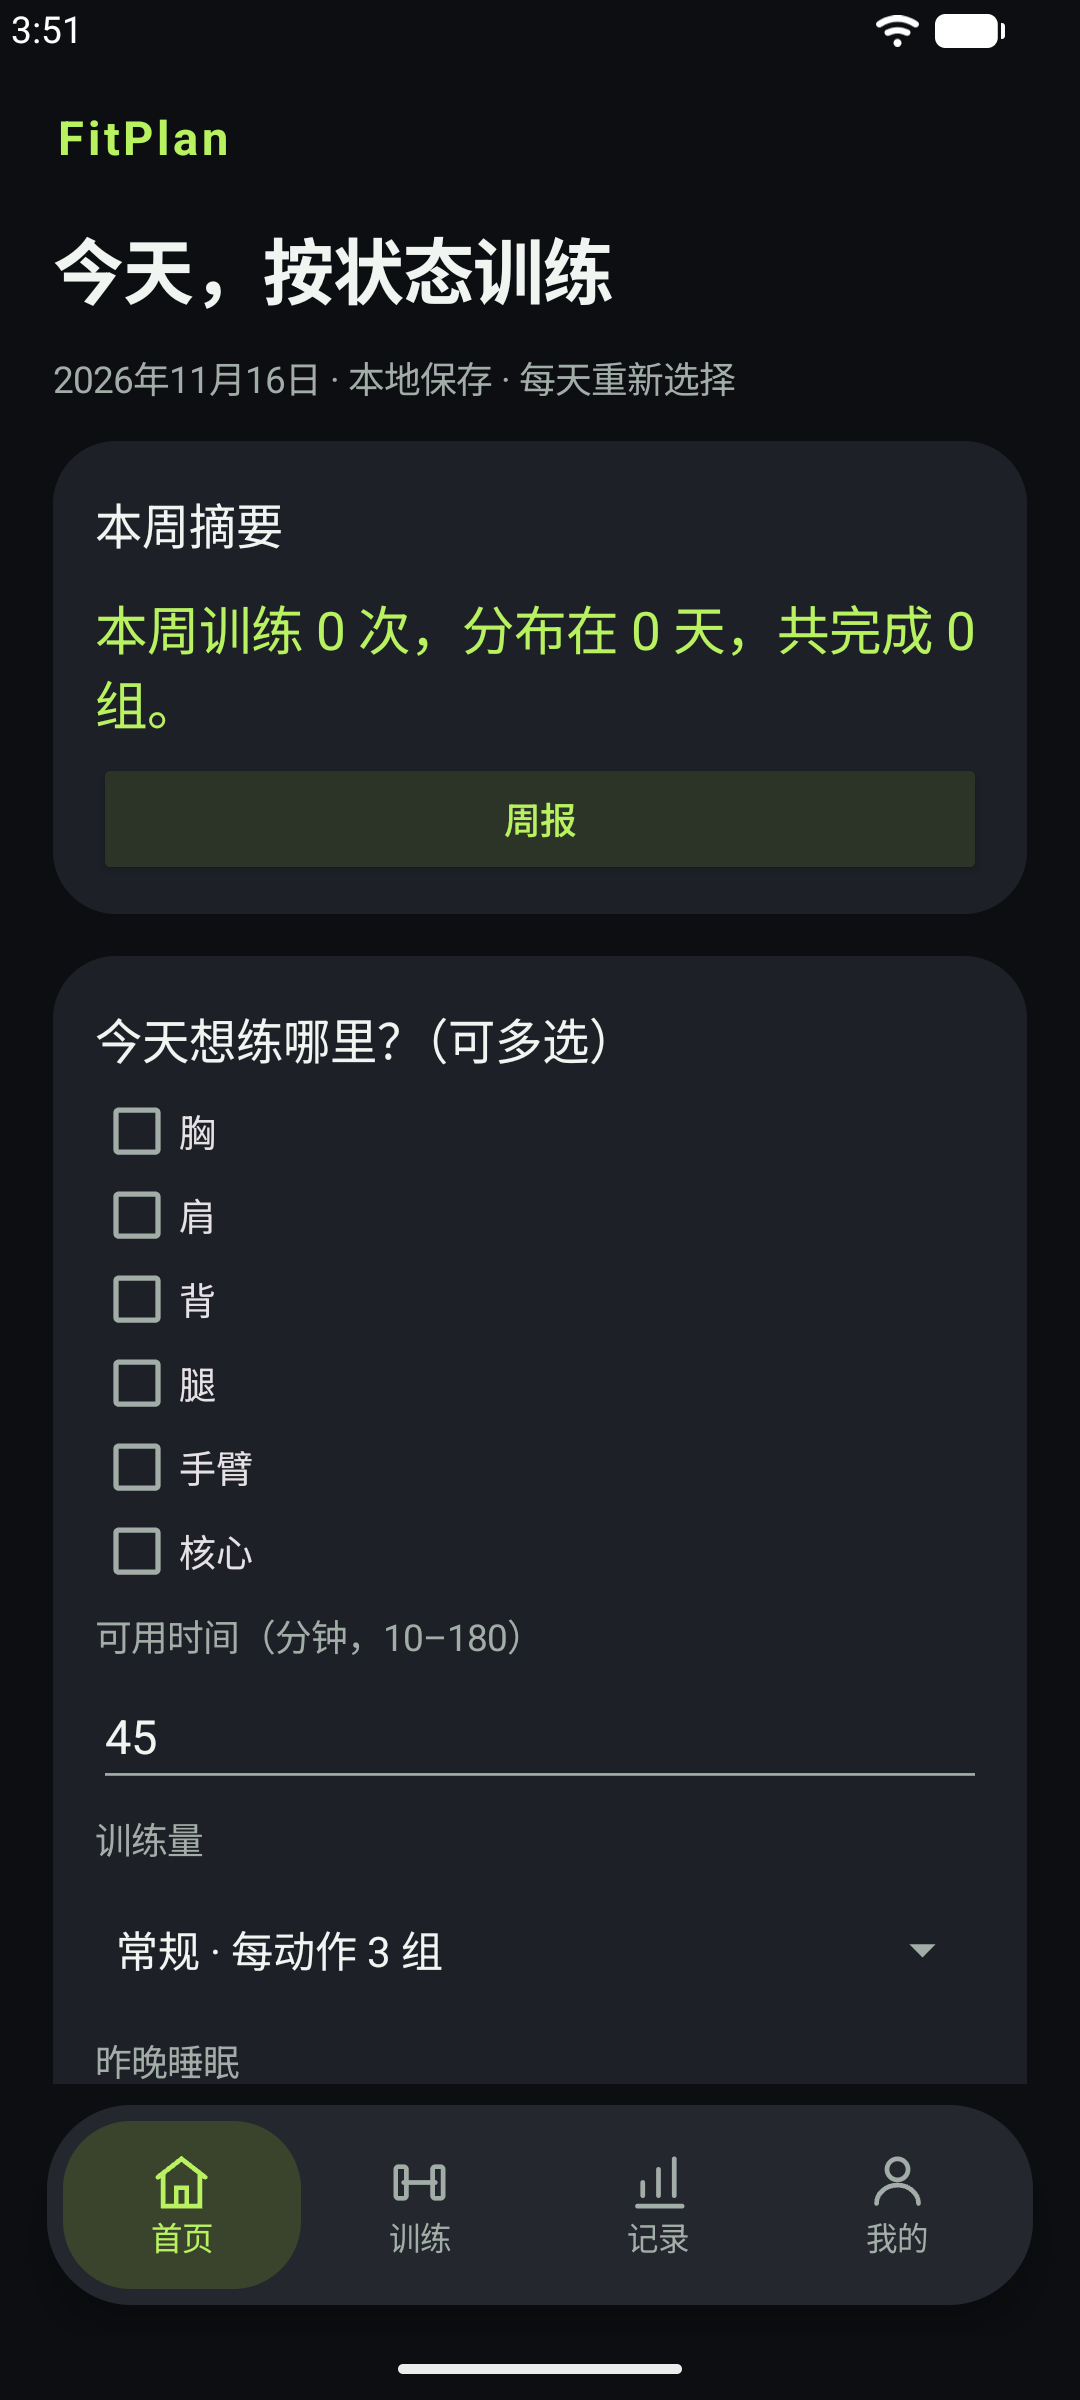 3:51
FitPlan
今天，按状态训练
2026年11月16日 · 本地保存 · 每天重新选择
本周摘要
本周训练 0 次，分布在 0 天，共完成 0
组。
周报
今天想练哪里？（可多选）
胸
肩
背
腿
手臂
核心
可用时间（分钟，10–180）
45
训练量
常规 · 每动作 3 组
昨晚睡眠
首页
训练
记录
我的